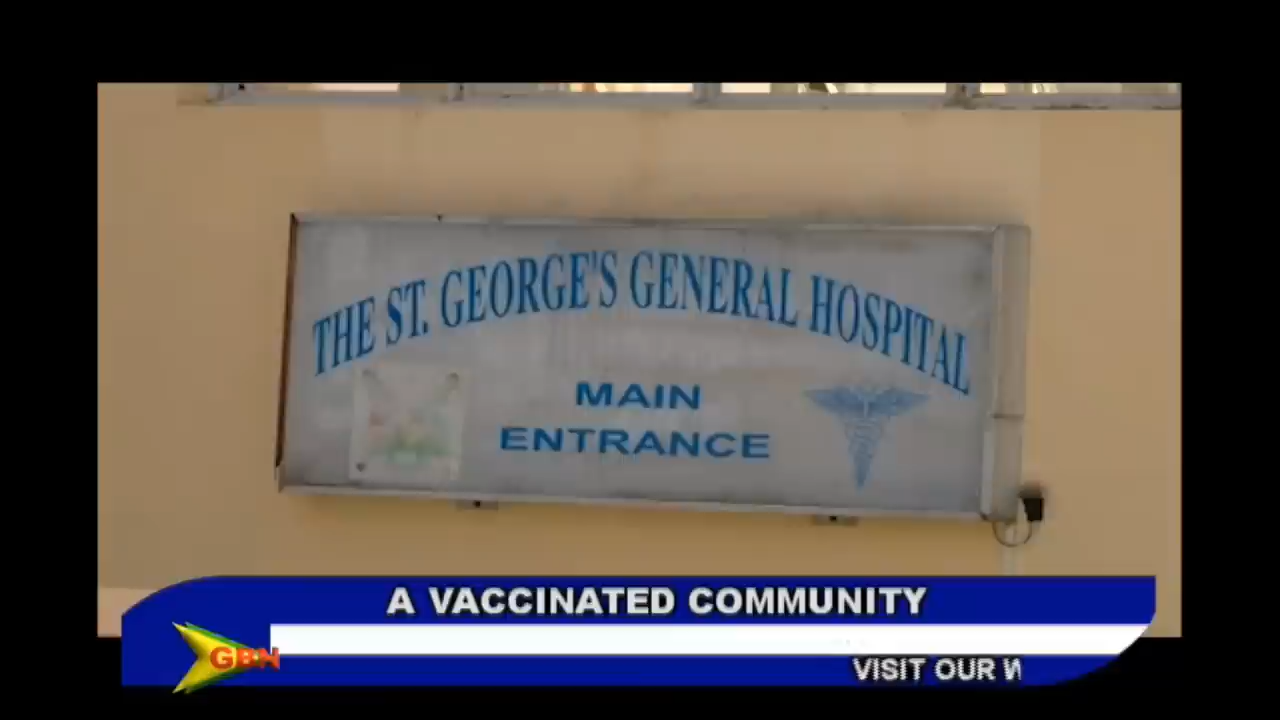 THE ST. GEORGE'S GENERAL HOSPITAL
MAIN
ENTRANCE
A VACCINATED COMMUNITY
GBN
VISIT OUR